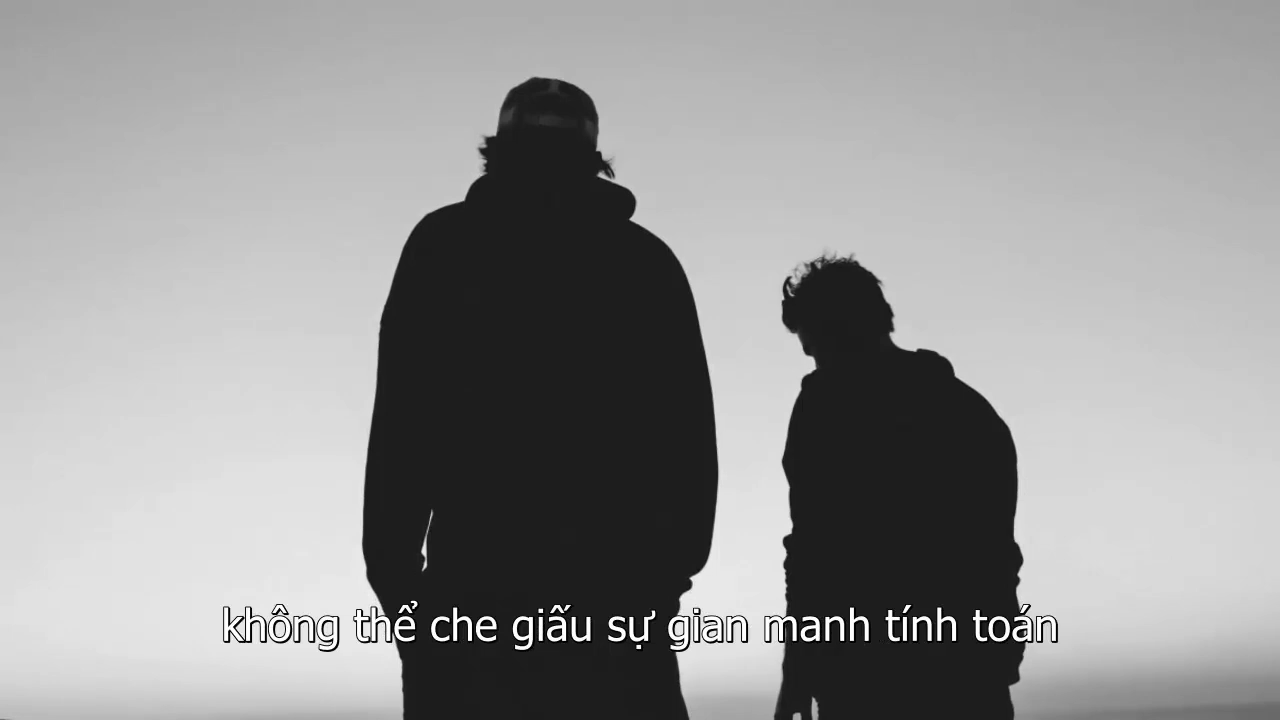 không thể che giấu sự gian manh tính toán